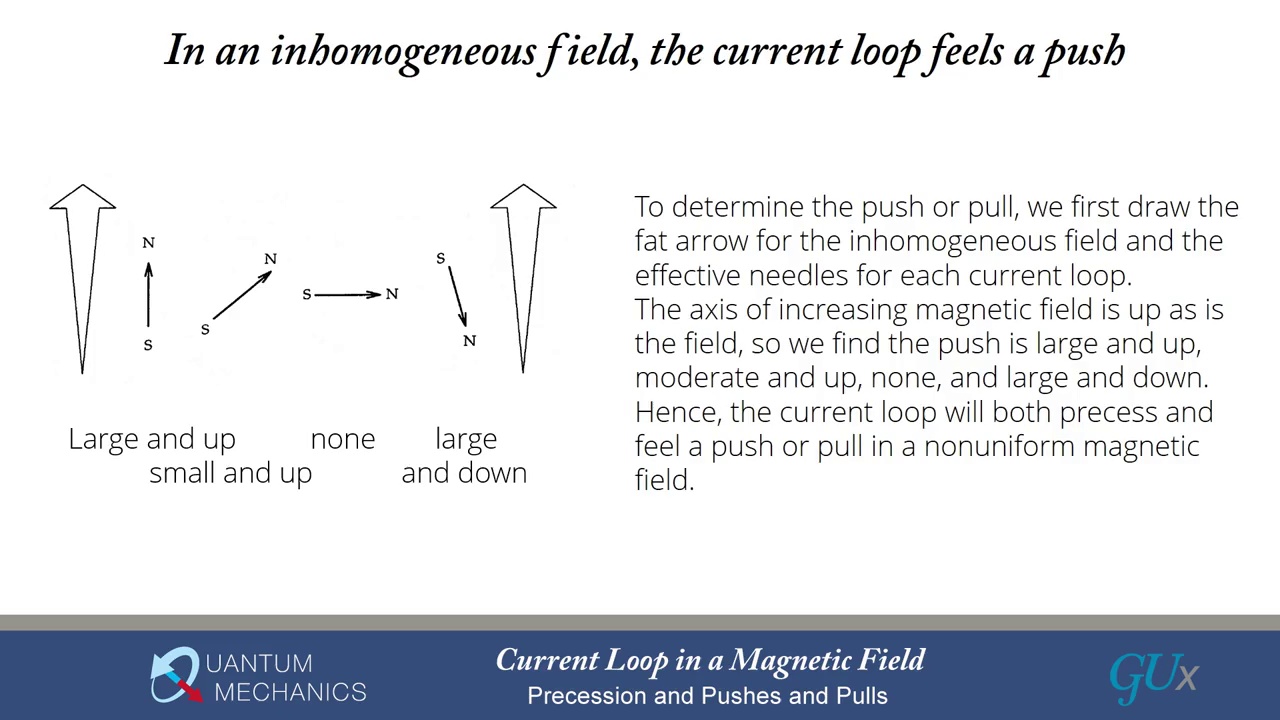 In an inhomogeneous field, the current loop feels a push
N
S
N
S
S N
S
N
Large and up none large
small and up and down
To determine the push or pull, we first draw the
fat arrow for the inhomogeneous field and the
effective needles for each current loop.
The axis of increasing magnetic field is up as is
the field, so we find the push is large and up,
moderate and up, none, and large and down.
Hence, the current loop will both precess and
feel a push or pull in a nonuniform magnetic
field.
QUANTUM
MECHANICS
Current Loop in a Magnetic Field
Precession and Pushes and Pulls
GUx